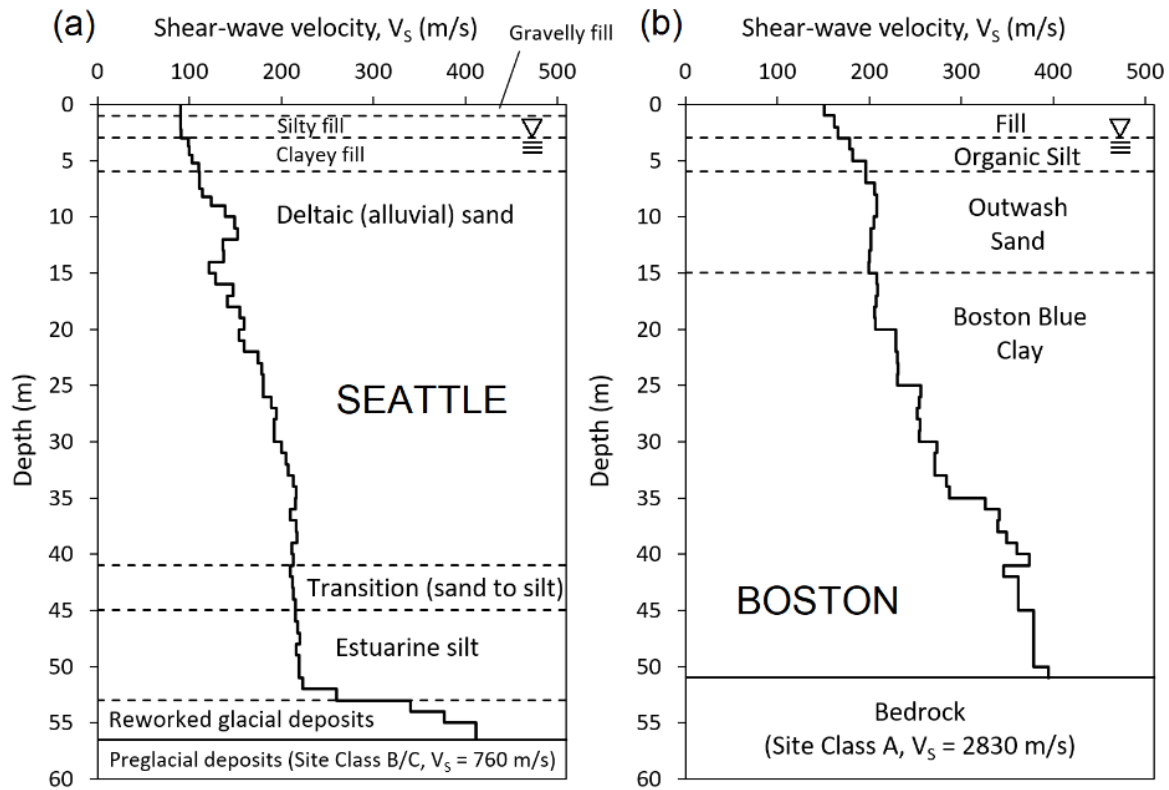 (a)
Shear-wave velocity, VS (m/s)
Gravelly fill
0 100 200 300 400 500
0
5
10
15
20
25
30
35
40
45
50
55
60
Depth (m)
Silty fill
Clayey fill
Deltaic (alluvial) sand
SEATTLE
Transition (sand to silt)
Estuarine silt
Reworked glacial deposits
Preglacial deposits (Site Class B/C, VS = 760 m/s)
(b)
Shear-wave velocity, VS (m/s)
0 100 200 300 400 500
0
5
10
15
20
25
30
35
40
45
50
55
60
Depth (m)
Fill
Organic Silt
Outwash
Sand
Boston Blue
Clay
BOSTON
Bedrock
(Site Class A, VS = 2830 m/s)